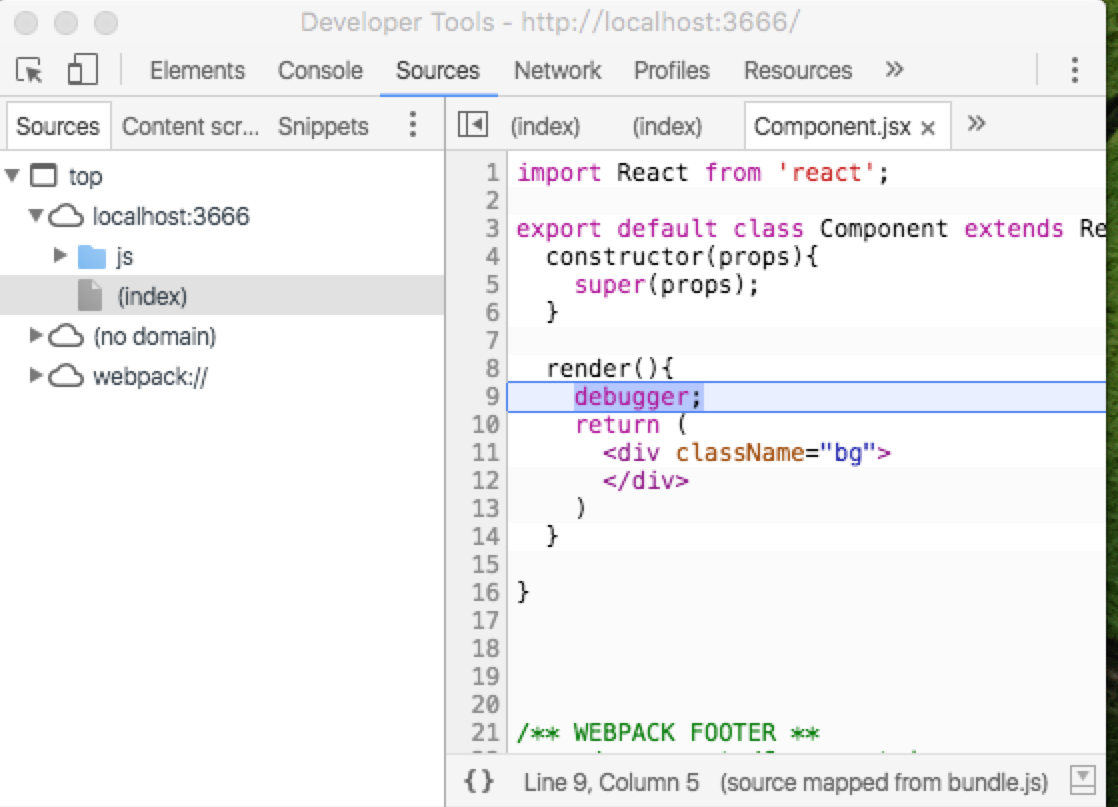 Developer Tools - http://localhost:3666/
Elements Console Sources Network Profiles Resources »
Sources Content scr... Snippets
(index) (index) Component.jsx × »
top
localhost:3666
js
(index)
(no domain)
webpack://
1 import React from 'react';
2
3 export default class Component extends Re
4   constructor(props){
5     super(props);
6   }
7
8   render(){
9     debugger;
10     return (
11       <div className="bg">
12       </div>
13     )
14   }
15
16 }
17
18
19
20
21 /** WEBPACK FOOTER **
{} Line 9, Column 5 (source mapped from bundle.js)